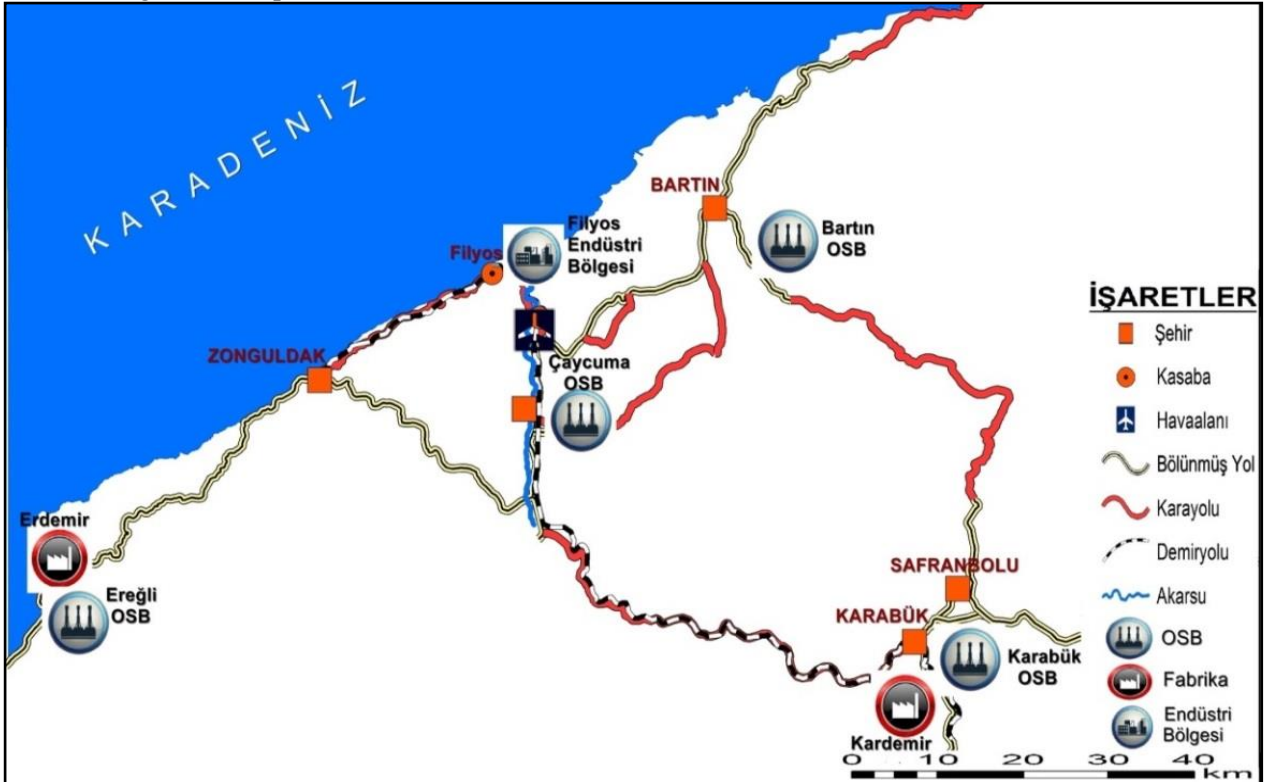 KARADENİZ
BARTIN
Bartın
OSB
Filyos
Filyos
Endüstri
Bölgesi
ZONGULDAK
Çaycuma
OSB
Erdemir
Ereğli
OSB
SAFRANBOLU
KARABÜK
Karabük
OSB
Kardemir
İŞARETLER
Şehir
Kasaba
Havaalanı
Bölünmüş Yol
Karayolu
Demiryolu
Akarsu
OSB
Fabrika
Endüstri
Bölgesi
0 10 20 30 40
km